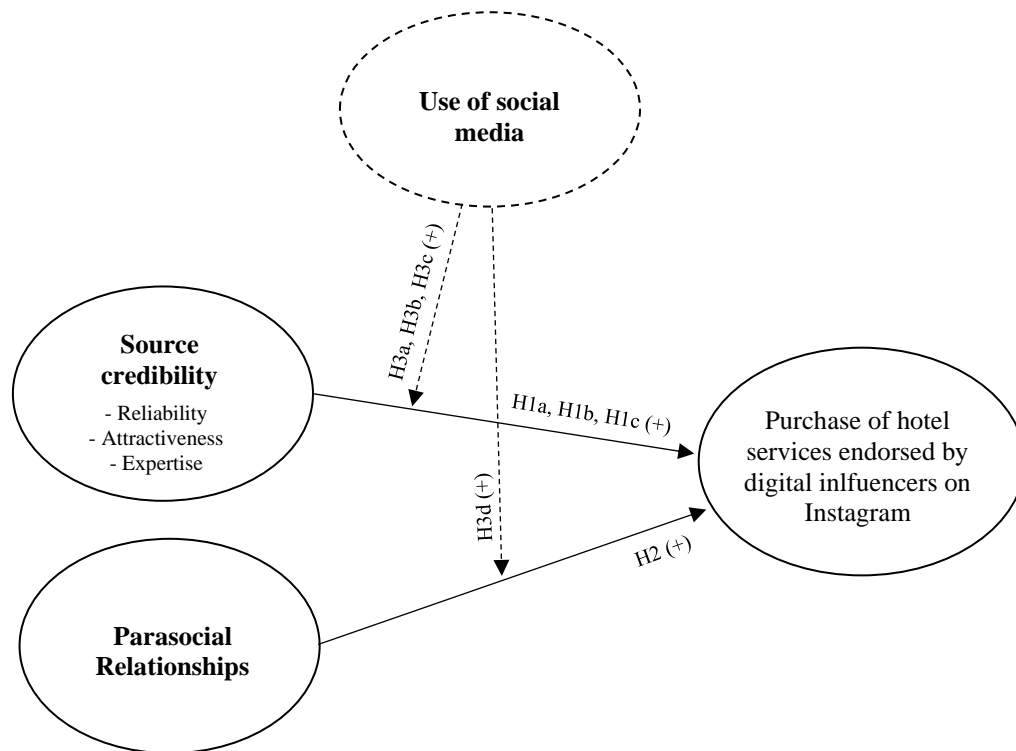 Use of social
media
H3a, H3b, H3c (+)
Source
credibility
- Reliability
- Attractiveness
- Expertise
H1a, H1b, H1c (+)
Purchase of hotel
services endorsed by
digital inlfuencers on
Instagram
H3d (+)
H2 (+)
Parasocial
Relationships